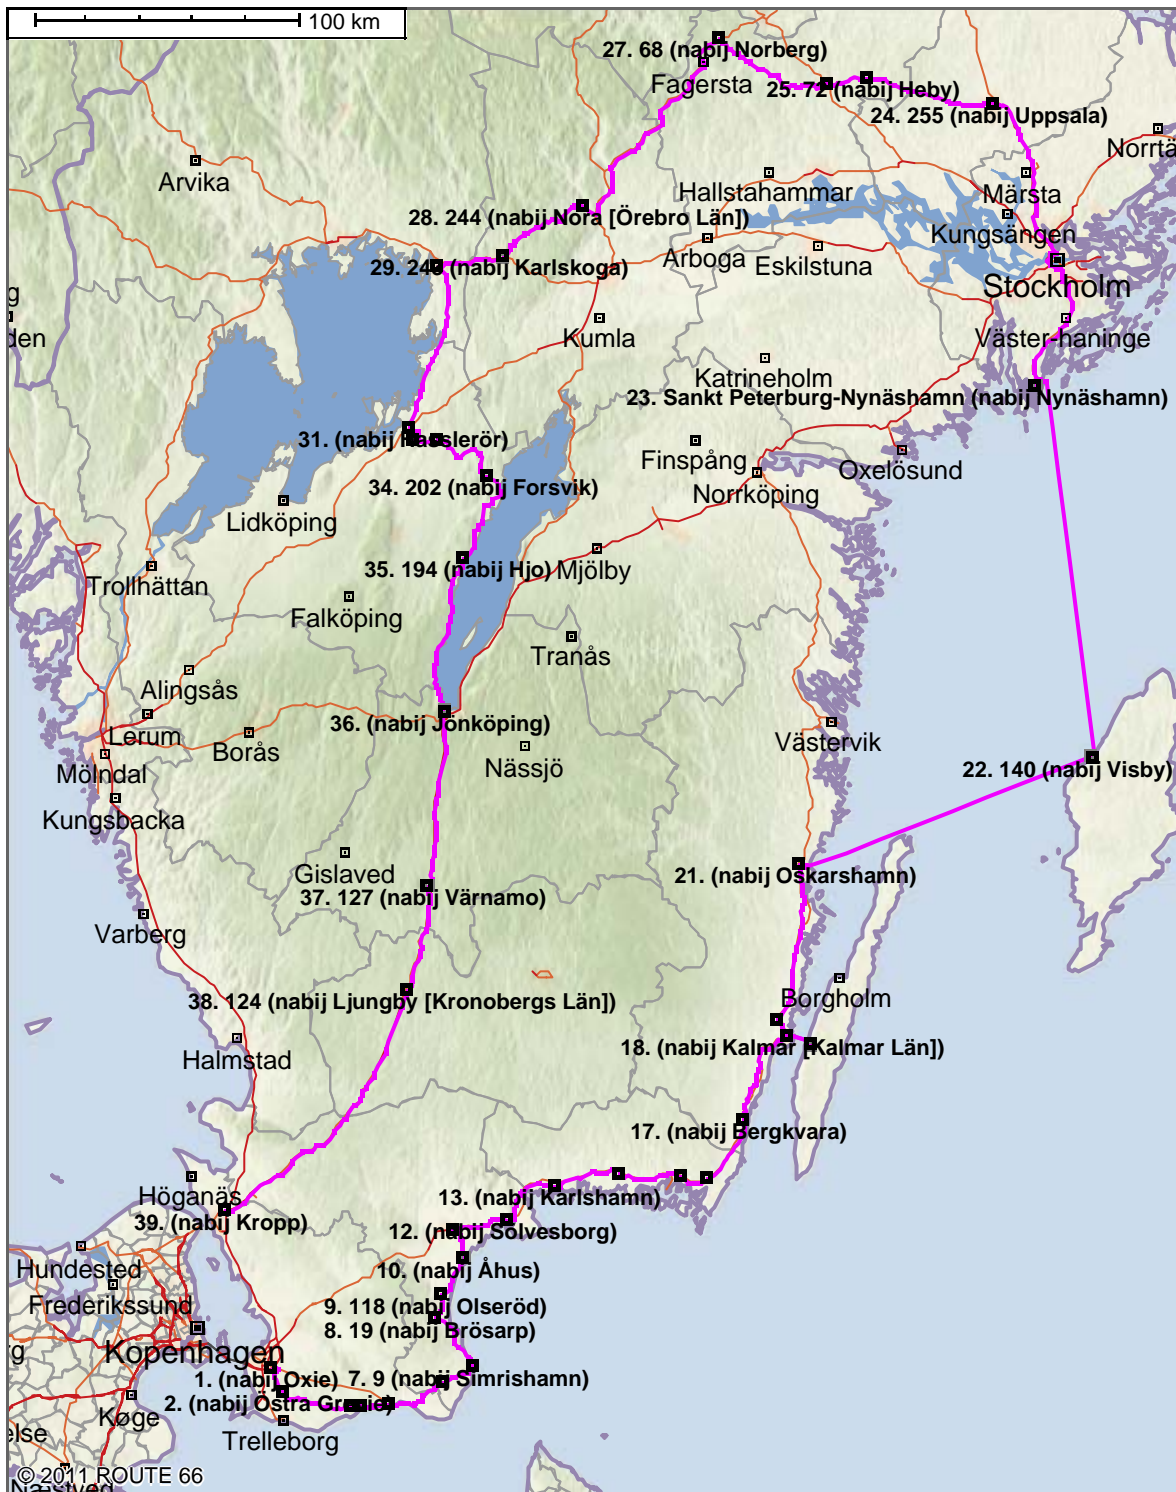 100 km
27. 68 (nabij Norberg)
Fagersta
25. 72 (nabij Heby)
24. 255 (nabij Uppsala)
Norrtä
Arvika
Hallstahammar
Märsta
28. 244 (nabij Nora [Örebro Län])
Kungsängen
Arboga
Eskilstuna
29. 243 (nabij Karlskoga)
Stockholm
g
den
Kumla
Väster-haninge
Katrineholm
23. Sankt Peterburg-Nynäshamn (nabij Nynäshamn)
31. (nabij Hasslerör)
Finspång
Oxelösund
34. 202 (nabij Forsvik)
Norrköping
Lidköping
35. 194 (nabij Hjo)
Mjölby
Trollhättan
Falköping
Tranås
Alingsås
36. (nabij Jönköping)
Lerum
Borås
Västervik
Mölndal
Nässjö
22. 140 (nabij Visby)
Kungsbacka
Gislaved
21. (nabij Oskarshamn)
37. 127 (nabij Värnamo)
Varberg
38. 124 (nabij Ljungby [Kronobergs Län])
Borgholm
Halmstad
18. (nabij Kalmar [Kalmar Län])
17. (nabij Bergkvara)
Höganäs
13. (nabij Karlshamn)
39. (nabij Kropp)
12. (nabij Sölvesborg)
Hundested
10. (nabij Åhus)
Frederikssund
9. 118 (nabij Olseröd)
8. 19 (nabij Brösarp)
Kopenhagen
rg
1. (nabij Oxie)
7. 9 (nabij Simrishamn)
2. (nabij Östra Grevie)
Køge
else
Trelleborg
© 2011 ROUTE 66
Næstved